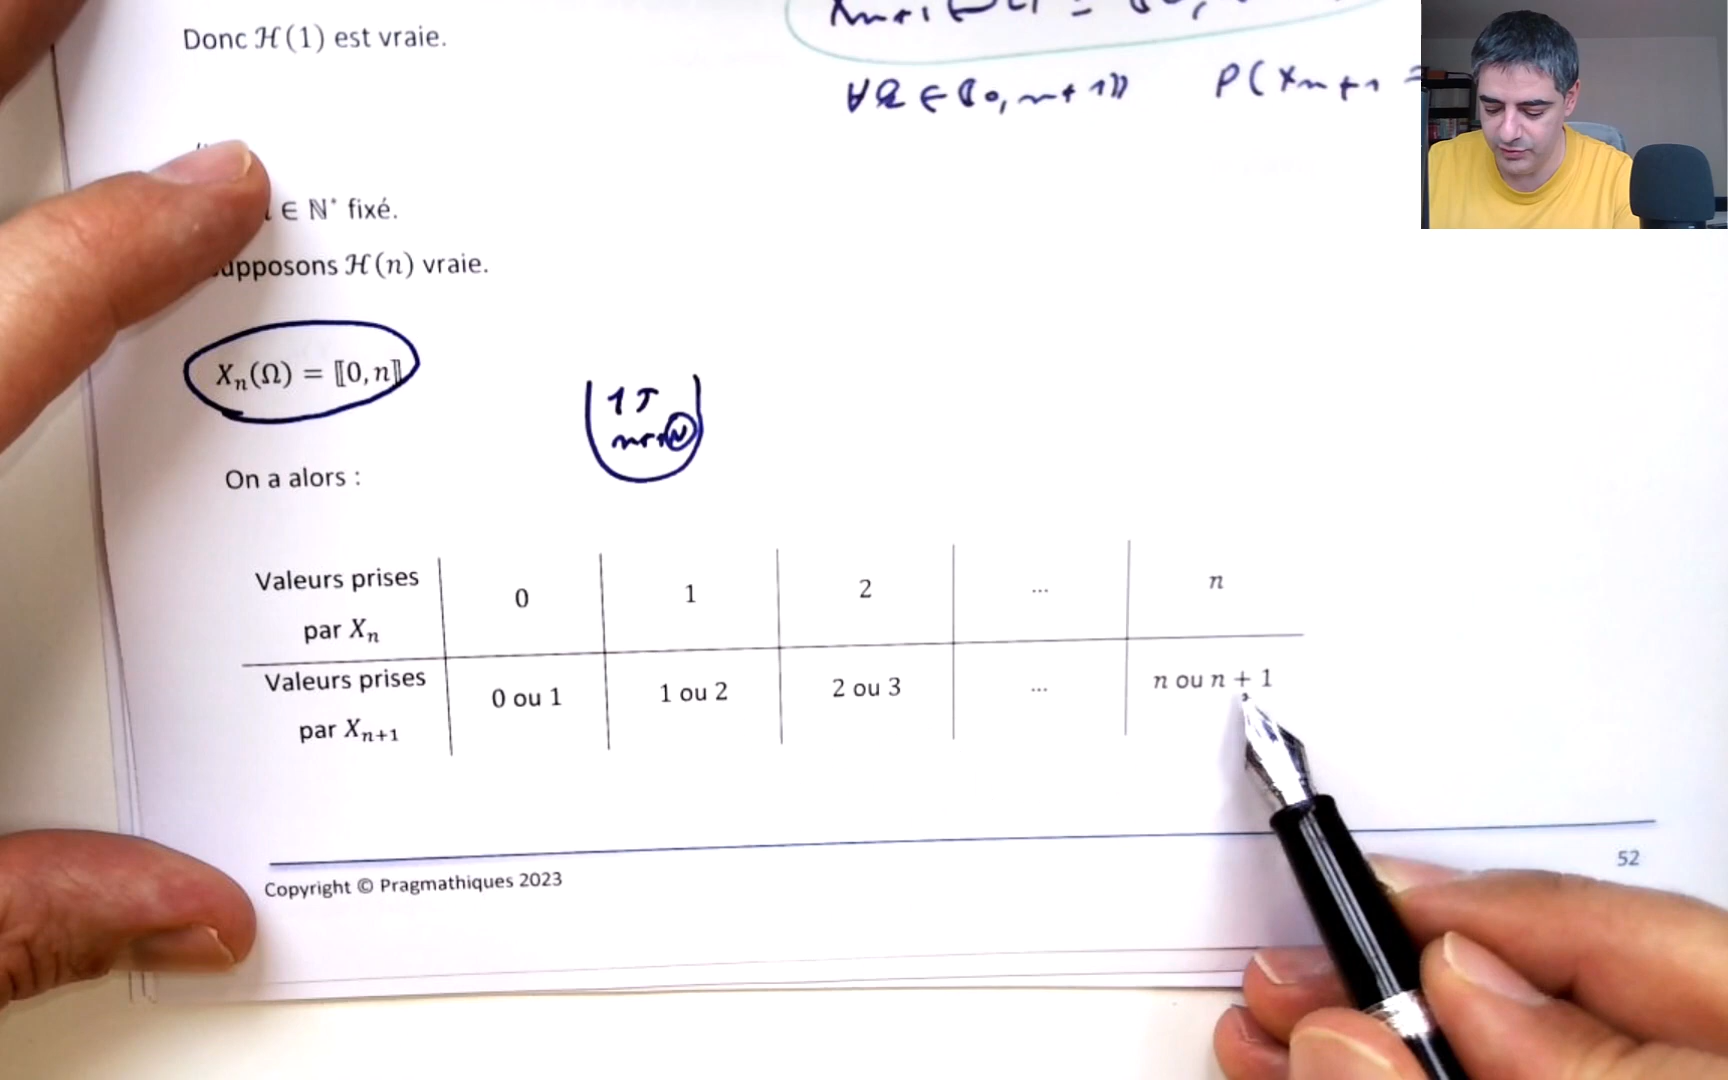 Donc ℋ(1) est vraie.
∀k ∈ ⟦0, n+1⟧ P(Xn+1 =
∈ ℕ* fixé.
upposons ℋ(n) vraie.
Xn(Ω) = ⟦0, n⟧
On a alors :
Valeurs prises par Xn 0 1 2 ... n
Valeurs prises par Xn+1 0 ou 1 1 ou 2 2 ou 3 ... n ou n + 1
52
Copyright © Pragmathiques 2023